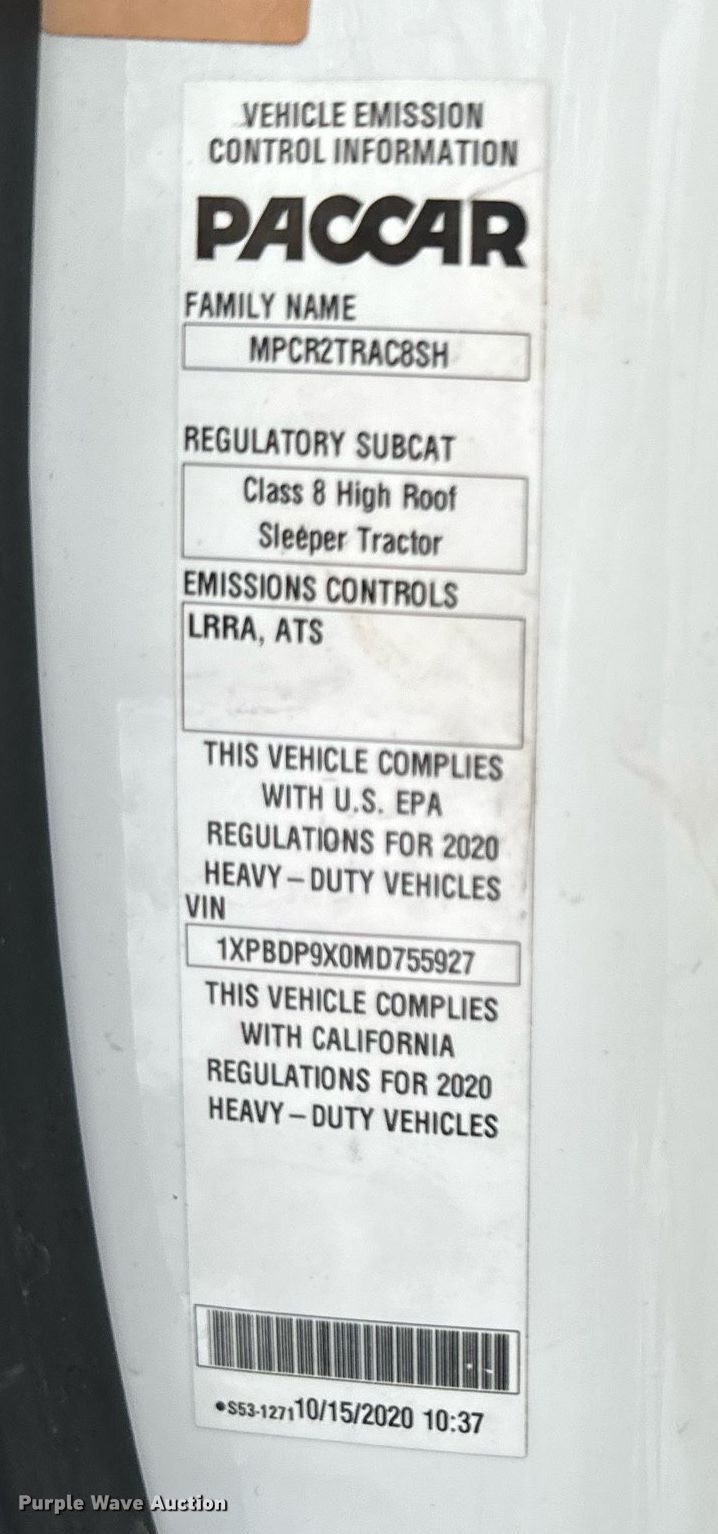 VEHICLE EMISSION
CONTROL INFORMATION
PACCAR
FAMILY NAME
MPCR2TRAC8SH
REGULATORY SUBCAT
Class 8 High Roof
Sleeper Tractor
EMISSIONS CONTROLS
LRRA, ATS
THIS VEHICLE COMPLIES
WITH U.S. EPA
REGULATIONS FOR 2020
HEAVY – DUTY VEHICLES
VIN
1XPBDP9X0MD755927
THIS VEHICLE COMPLIES
WITH CALIFORNIA
REGULATIONS FOR 2020
HEAVY – DUTY VEHICLES
•S53-1271 10/15/2020 10:37
Purple Wave Auction